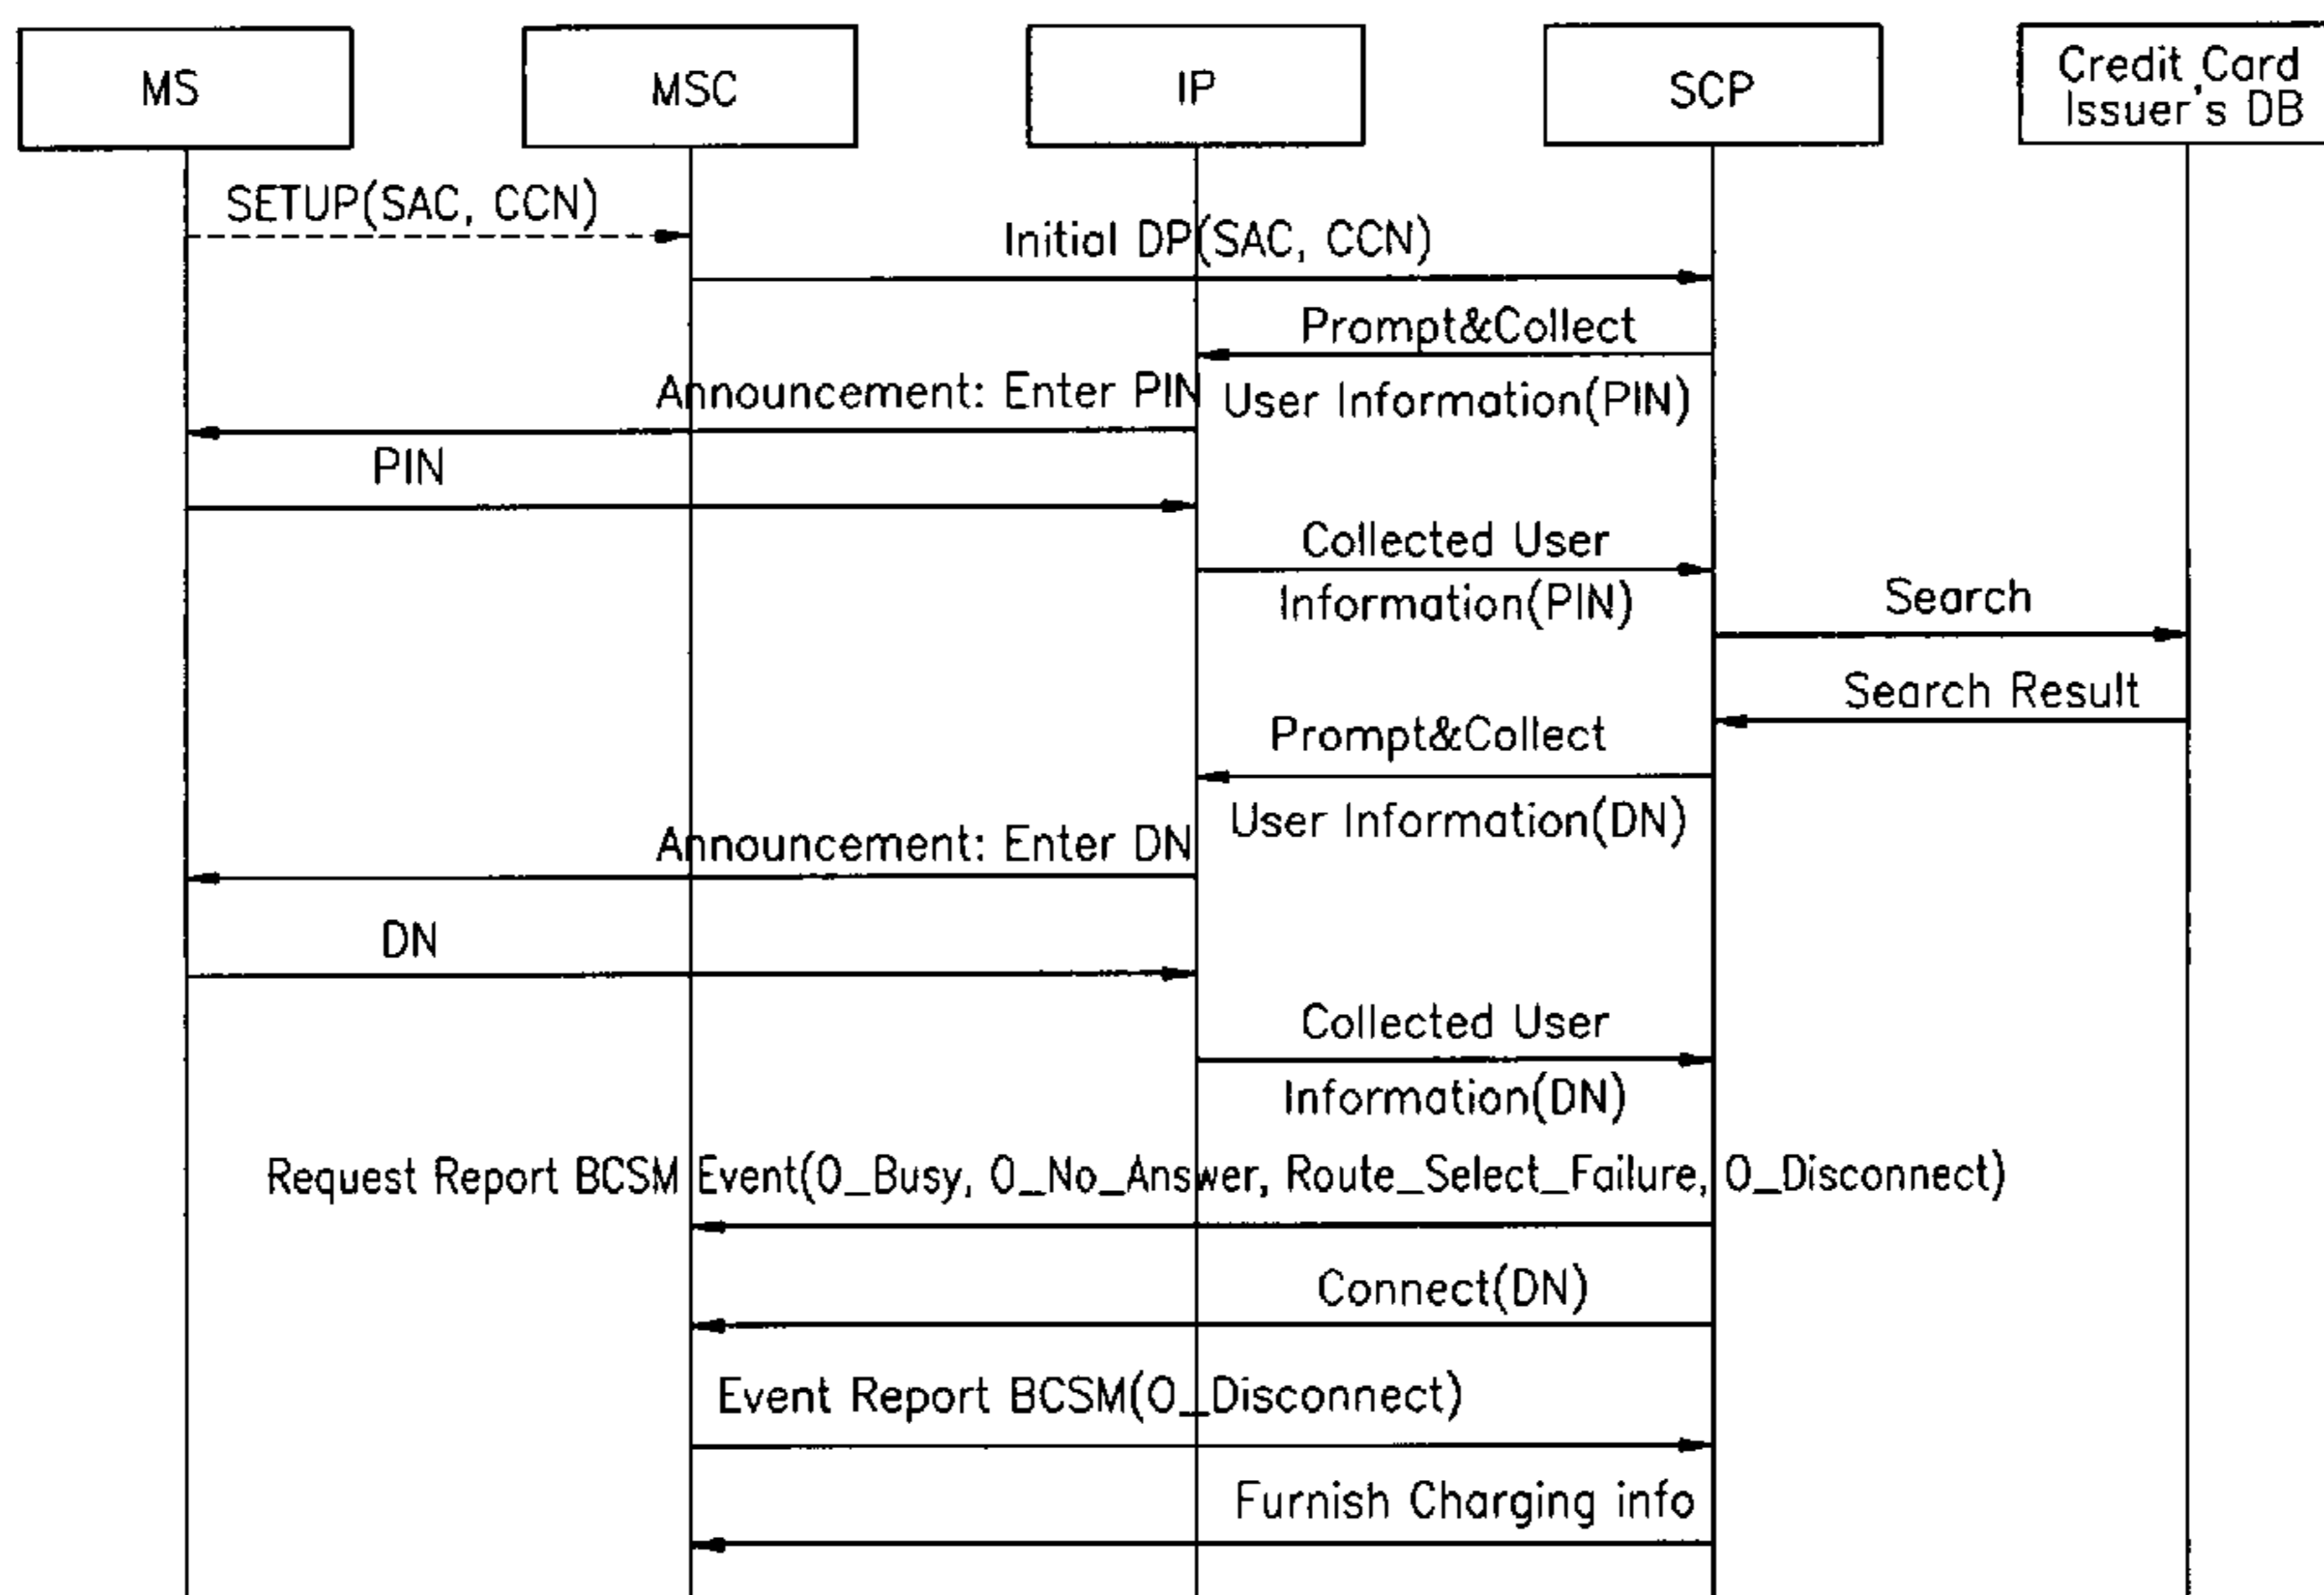 MS
MSC
IP
SCP
Credit Card
Issuer's DB
SETUP(SAC, CCN)
Initial DP(SAC, CCN)
Prompt&Collect
User Information(PIN)
Announcement: Enter PIN
PIN
Collected User
Information(PIN)
Search
Search Result
Prompt&Collect
User Information(DN)
Announcement: Enter DN
DN
Collected User
Information(DN)
Request Report BCSM Event(O_Busy, O_No_Answer, Route_Select_Failure, O_Disconnect)
Connect(DN)
Event Report BCSM(O_Disconnect)
Furnish Charging info